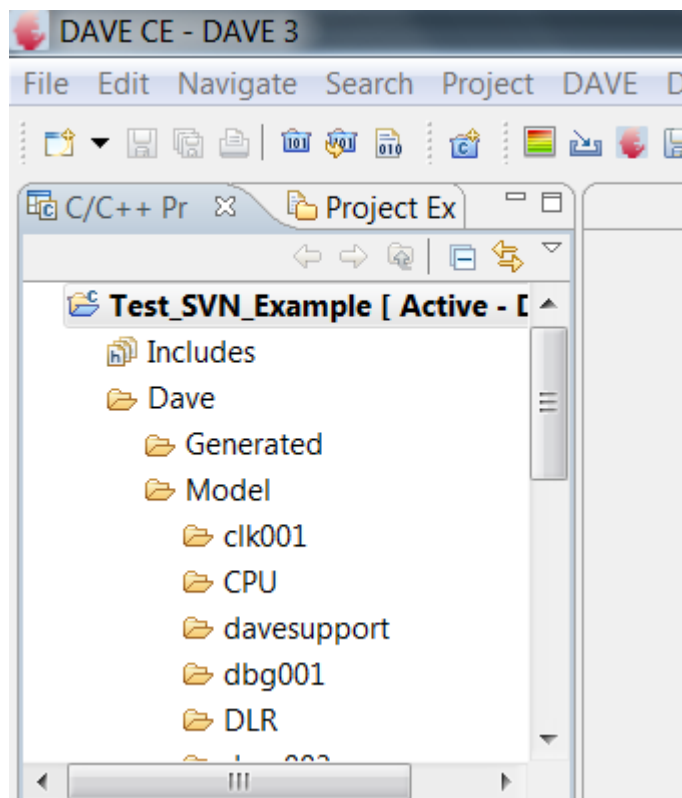 DAVE CE - DAVE 3
File Edit Navigate Search Project DAVE D
C/C++ Pr Project Ex
Test_SVN_Example [ Active - D
Includes
Dave
Generated
Model
clk001
CPU
davesupport
dbg001
DLR